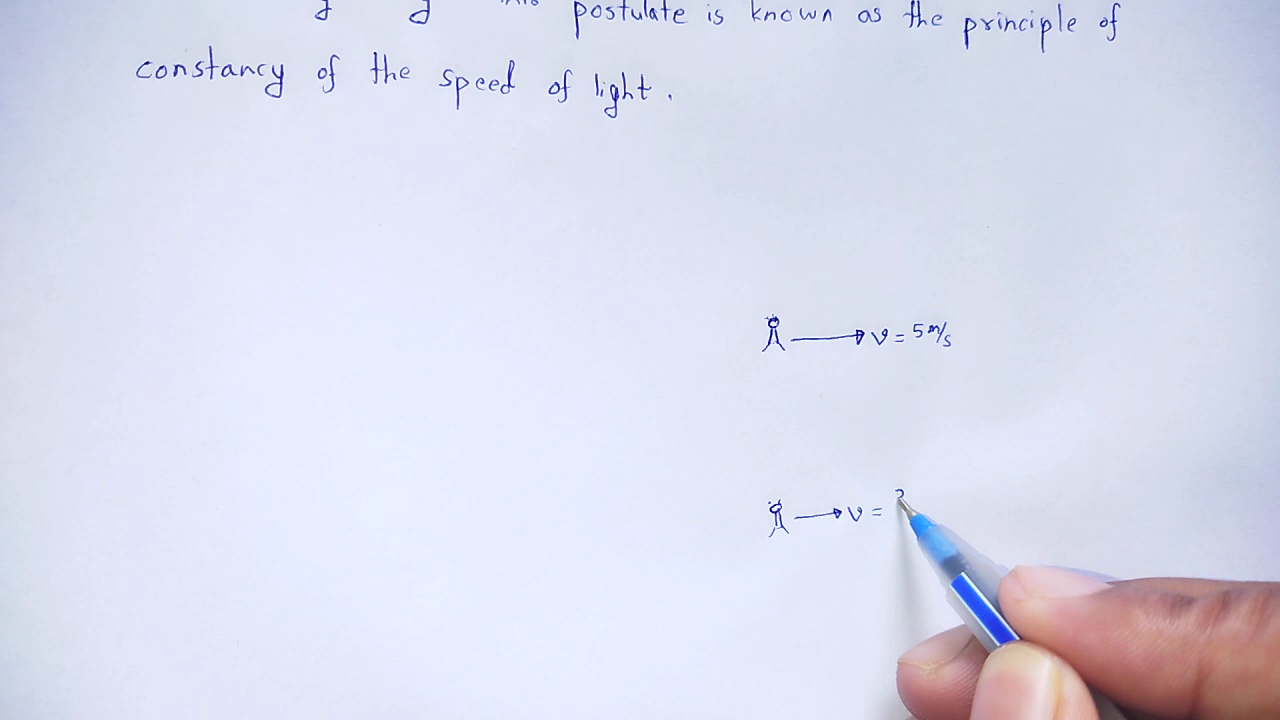 postulate is known as the principle of
constancy of the speed of light.
v = 5 m/s
v =